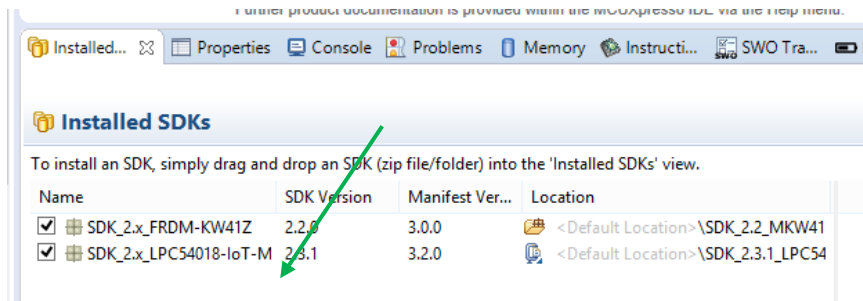 Further product documentation is provided within the MCUXpresso IDE via the Help menu.
Installed... Properties Console Problems Memory Instructi... SWO Tra...
Installed SDKs
To install an SDK, simply drag and drop an SDK (zip file/folder) into the 'Installed SDKs' view.
Name SDK Version Manifest Ver... Location
SDK_2.x_FRDM-KW41Z 2.2.0 3.0.0 <Default Location>\SDK_2.2_MKW41
SDK_2.x_LPC54018-IoT-M 2.3.1 3.2.0 <Default Location>\SDK_2.3.1_LPC54